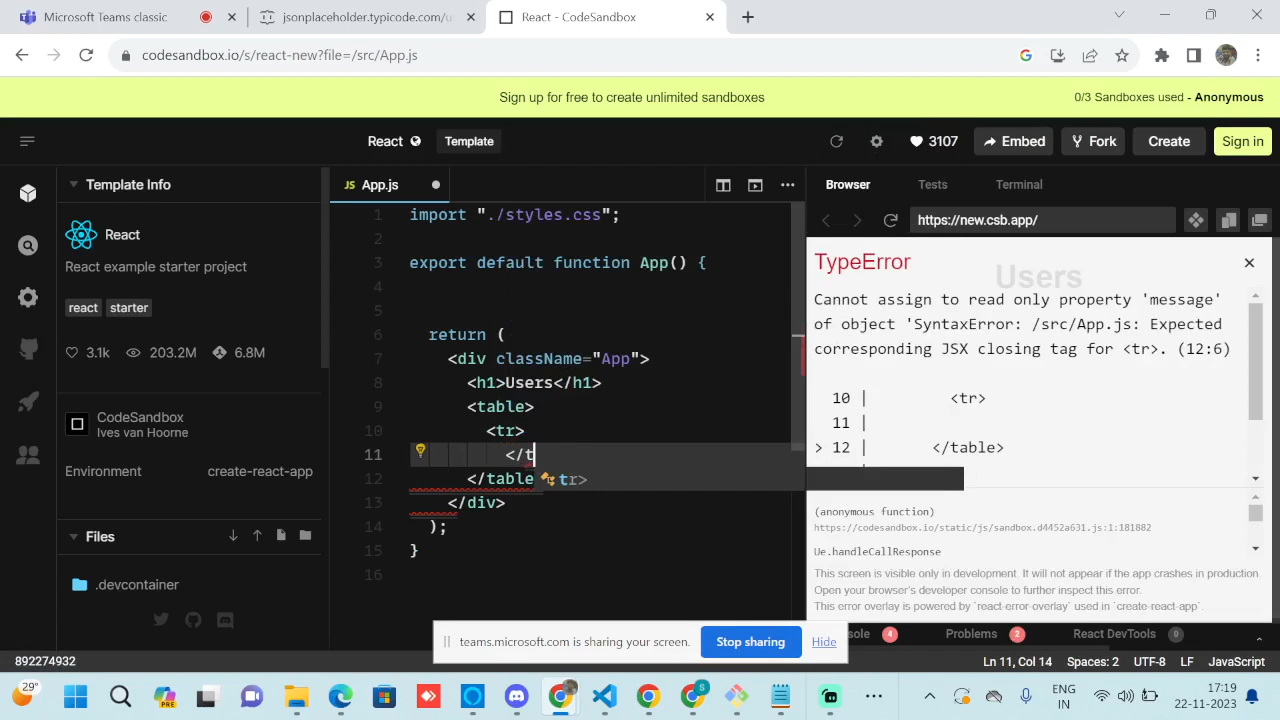 Microsoft Teams classic
jsonplaceholder.typicode.com/u
React - CodeSandbox
codesandbox.io/s/react-new?file=/src/App.js
Sign up for free to create unlimited sandboxes
0/3 Sandboxes used - Anonymous
React
Template
3107
Embed
Fork
Create
Sign in
Template Info
React
React example starter project
react
starter
3.1k
203.2M
6.8M
CodeSandbox
Ives van Hoorne
Environment
create-react-app
Files
.devcontainer
JS App.js
1 import "./styles.css";
2
3 export default function App() {
4
5
6 return (
7 <div className="App">
8 <h1>Users</h1>
9 <table>
10 <tr>
11 </t
12 </table
tr>
13 </div>
14 );
15 }
16
Browser
Tests
Terminal
https://new.csb.app/
Users
TypeError
Cannot assign to read only property 'message'
of object 'SyntaxError: /src/App.js: Expected
corresponding JSX closing tag for <tr>. (12:6)
10 | <tr>
11 |
> 12 | </table>
(anonymous function)
https://codesandbox.io/static/js/sandbox.d4452a631.js:1:181882
Ue.handleCallResponse
This screen is visible only in development. It will not appear if the app crashes in production.
Open your browser's developer console to further inspect this error.
This error overlay is powered by `react-error-overlay` used in `create-react-app`.
sole 4
Problems 2
React DevTools 0
teams.microsoft.com is sharing your screen.
Stop sharing
Hide
892274932
Ln 11, Col 14
Spaces: 2
UTF-8
LF
JavaScript
29°
PRE
S
ENG
IN
17:19
22-11-2023